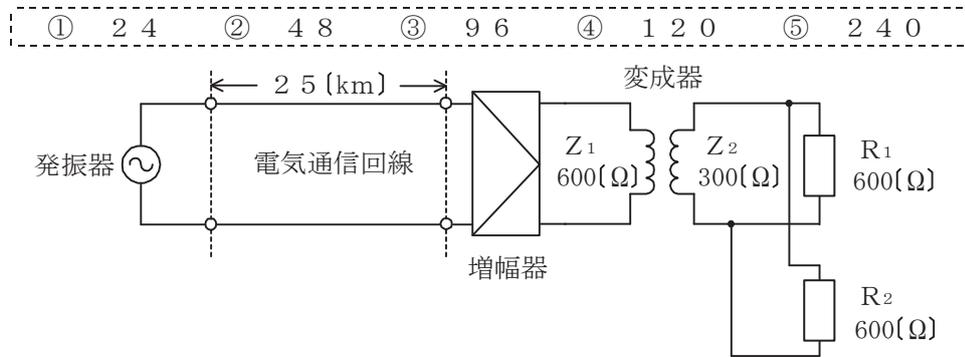 ① 24 ② 48 ③ 96 ④ 120 ⑤ 240
25〔km〕
変成器
発振器
電気通信回線
Z1
600〔Ω〕
Z2
300〔Ω〕
R1
600〔Ω〕
増幅器
R2
600〔Ω〕